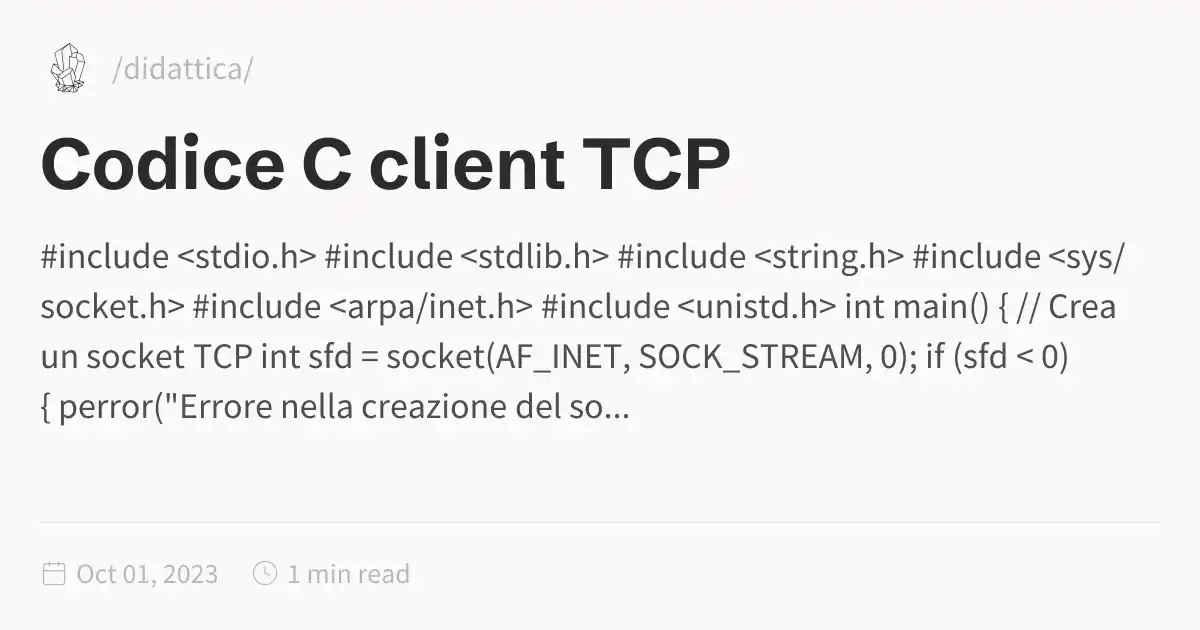 /didattica/
Codice C client TCP
#include <stdio.h> #include <stdlib.h> #include <string.h> #include <sys/
socket.h> #include <arpa/inet.h> #include <unistd.h> int main() { // Crea
un socket TCP int sfd = socket(AF_INET, SOCK_STREAM, 0); if (sfd < 0)
{ perror("Errore nella creazione del so...
Oct 01, 2023 1 min read